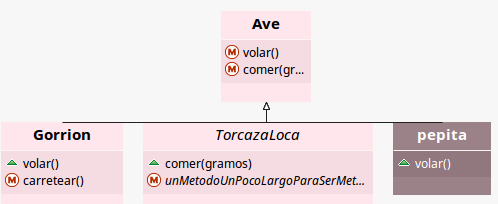 Ave
M volar()
M comer(gr...
Gorrion
volar()
M carretear()
TorcazaLoca
comer(gramos)
M unMetodoUnPocoLargoParaSerMet...
pepita
volar()